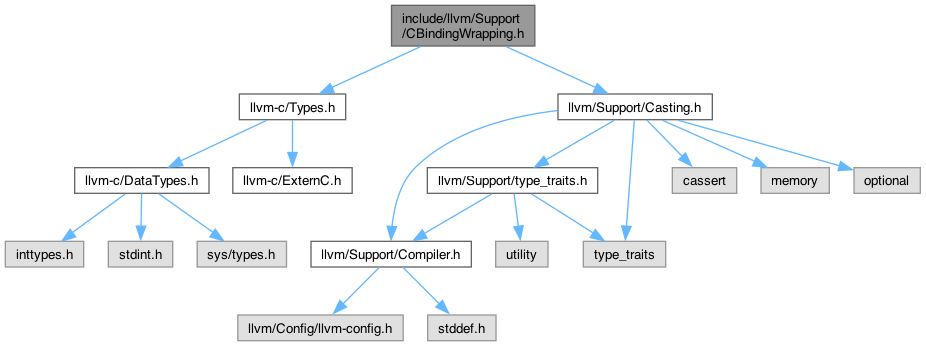 include/llvm/Support
/CBindingWrapping.h
llvm-c/Types.h
llvm/Support/Casting.h
llvm-c/DataTypes.h
llvm-c/ExternC.h
llvm/Support/type_traits.h
cassert
memory
optional
inttypes.h
stdint.h
sys/types.h
llvm/Support/Compiler.h
utility
type_traits
llvm/Config/llvm-config.h
stddef.h